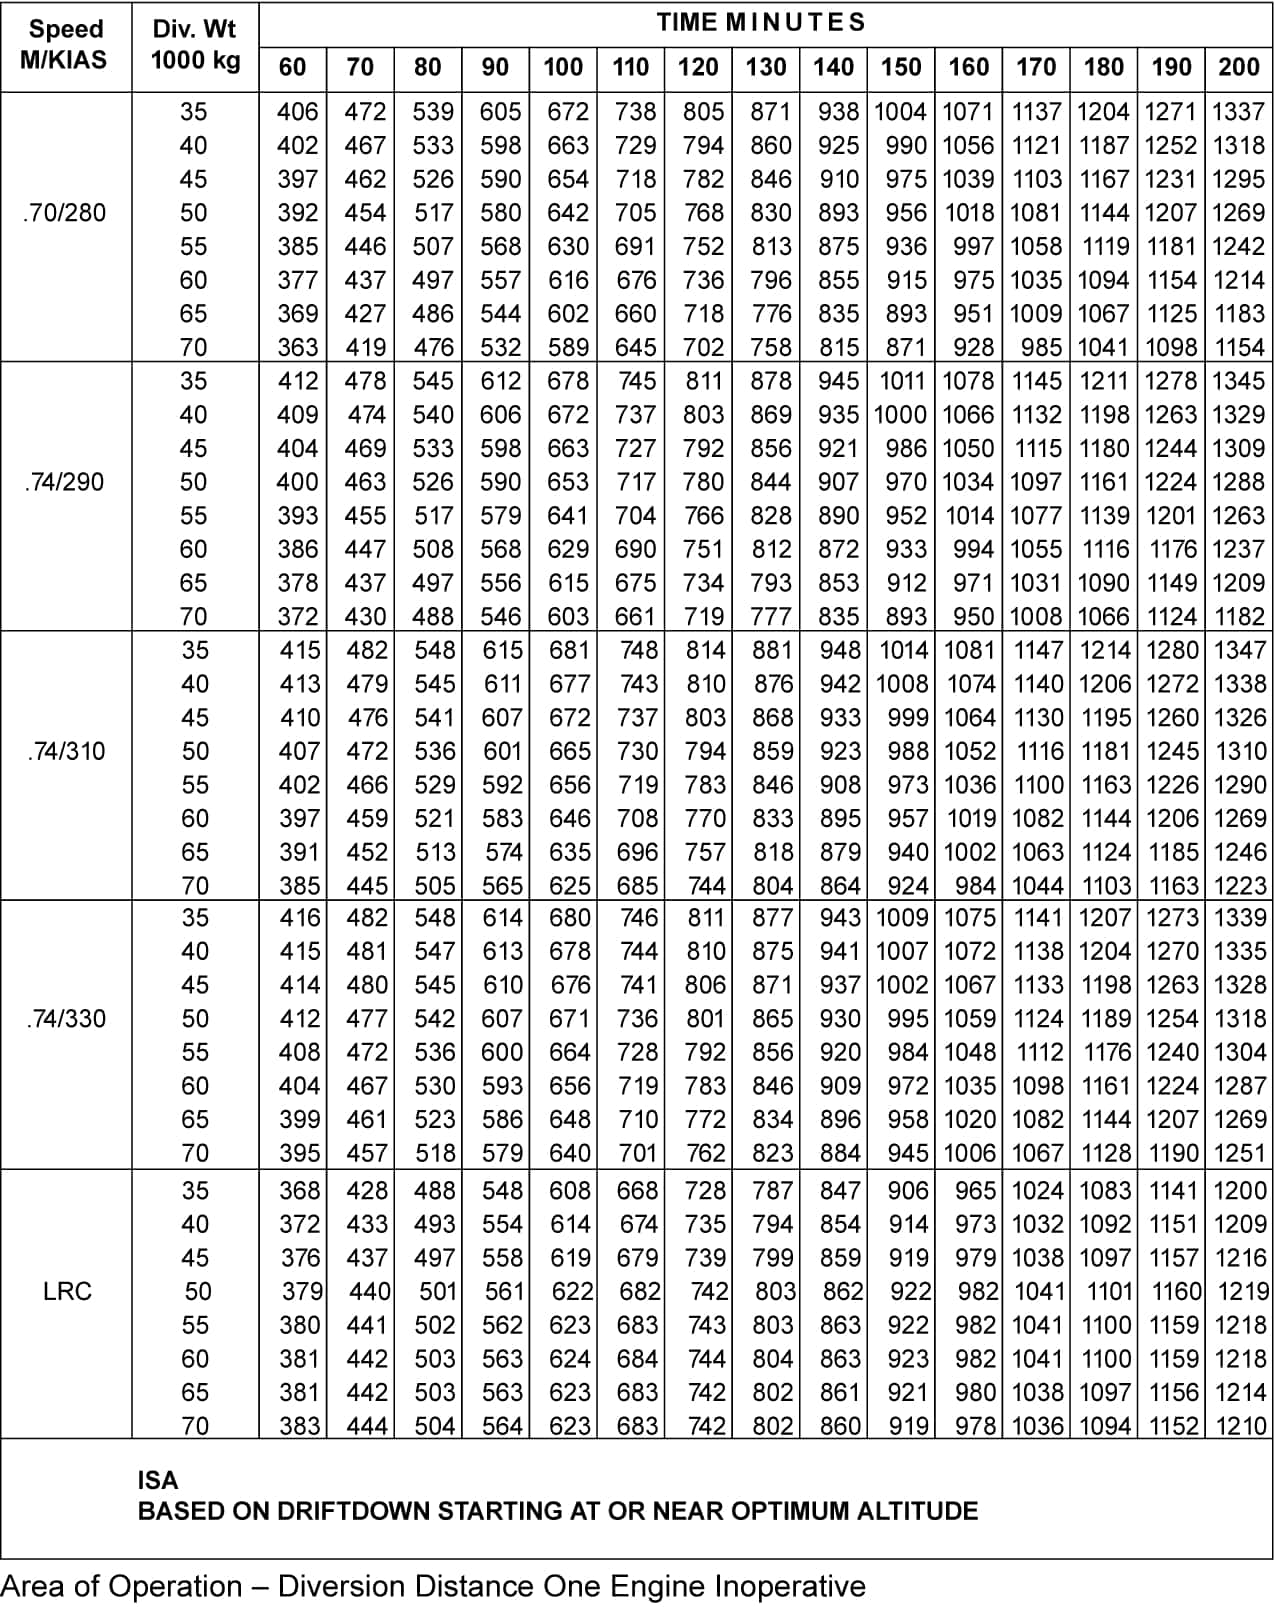 Speed Div. Wt TIME MINUTES
M/KIAS 1000 kg 60 70 80 90 100 110 120 130 140 150 160 170 180 190 200
35 406 472 539 605 672 738 805 871 938 1004 1071 1137 1204 1271 1337
40 402 467 533 598 663 729 794 860 925 990 1056 1121 1187 1252 1318
45 397 462 526 590 654 718 782 846 910 975 1039 1103 1167 1231 1295
.70/280 50 392 454 517 580 642 705 768 830 893 956 1018 1081 1144 1207 1269
55 385 446 507 568 630 691 752 813 875 936 997 1058 1119 1181 1242
60 377 437 497 557 616 676 736 796 855 915 975 1035 1094 1154 1214
65 369 427 486 544 602 660 718 776 835 893 951 1009 1067 1125 1183
70 363 419 476 532 589 645 702 758 815 871 928 985 1041 1098 1154
35 412 478 545 612 678 745 811 878 945 1011 1078 1145 1211 1278 1345
40 409 474 540 606 672 737 803 869 935 1000 1066 1132 1198 1263 1329
45 404 469 533 598 663 727 792 856 921 986 1050 1115 1180 1244 1309
.74/290 50 400 463 526 590 653 717 780 844 907 970 1034 1097 1161 1224 1288
55 393 455 517 579 641 704 766 828 890 952 1014 1077 1139 1201 1263
60 386 447 508 568 629 690 751 812 872 933 994 1055 1116 1176 1237
65 378 437 497 556 615 675 734 793 853 912 971 1031 1090 1149 1209
70 372 430 488 546 603 661 719 777 835 893 950 1008 1066 1124 1182
35 415 482 548 615 681 748 814 881 948 1014 1081 1147 1214 1280 1347
40 413 479 545 611 677 743 810 876 942 1008 1074 1140 1206 1272 1338
45 410 476 541 607 672 737 803 868 933 999 1064 1130 1195 1260 1326
.74/310 50 407 472 536 601 665 730 794 859 923 988 1052 1116 1181 1245 1310
55 402 466 529 592 656 719 783 846 908 973 1036 1100 1163 1226 1290
60 397 459 521 583 646 708 770 833 895 957 1019 1082 1144 1206 1269
65 391 452 513 574 635 696 757 818 879 940 1002 1063 1124 1185 1246
70 385 445 505 565 625 685 744 804 864 924 984 1044 1103 1163 1223
35 416 482 548 614 680 746 811 877 943 1009 1075 1141 1207 1273 1339
40 415 481 547 613 678 744 810 875 941 1007 1072 1138 1204 1270 1335
45 414 480 545 610 676 741 806 871 937 1002 1067 1133 1198 1263 1328
.74/330 50 412 477 542 607 671 736 801 865 930 995 1059 1124 1189 1254 1318
55 408 472 536 600 664 728 792 856 920 984 1048 1112 1176 1240 1304
60 404 467 530 593 656 719 783 846 909 972 1035 1098 1161 1224 1287
65 399 461 523 586 648 710 772 834 896 958 1020 1082 1144 1207 1269
70 395 457 518 579 640 701 762 823 884 945 1006 1067 1128 1190 1251
35 368 428 488 548 608 668 728 787 847 906 965 1024 1083 1141 1200
40 372 433 493 554 614 674 735 794 854 914 973 1032 1092 1151 1209
45 376 437 497 558 619 679 739 799 859 919 979 1038 1097 1157 1216
LRC 50 379 440 501 561 622 682 742 803 862 922 982 1041 1101 1160 1219
55 380 441 502 562 623 683 743 803 863 922 982 1041 1100 1159 1218
60 381 442 503 563 624 684 744 804 863 923 982 1041 1100 1159 1218
65 381 442 503 563 623 683 742 802 861 921 980 1038 1097 1156 1214
70 383 444 504 564 623 683 742 802 860 919 978 1036 1094 1152 1210
ISA
BASED ON DRIFTDOWN STARTING AT OR NEAR OPTIMUM ALTITUDE
Area of Operation – Diversion Distance One Engine Inoperative